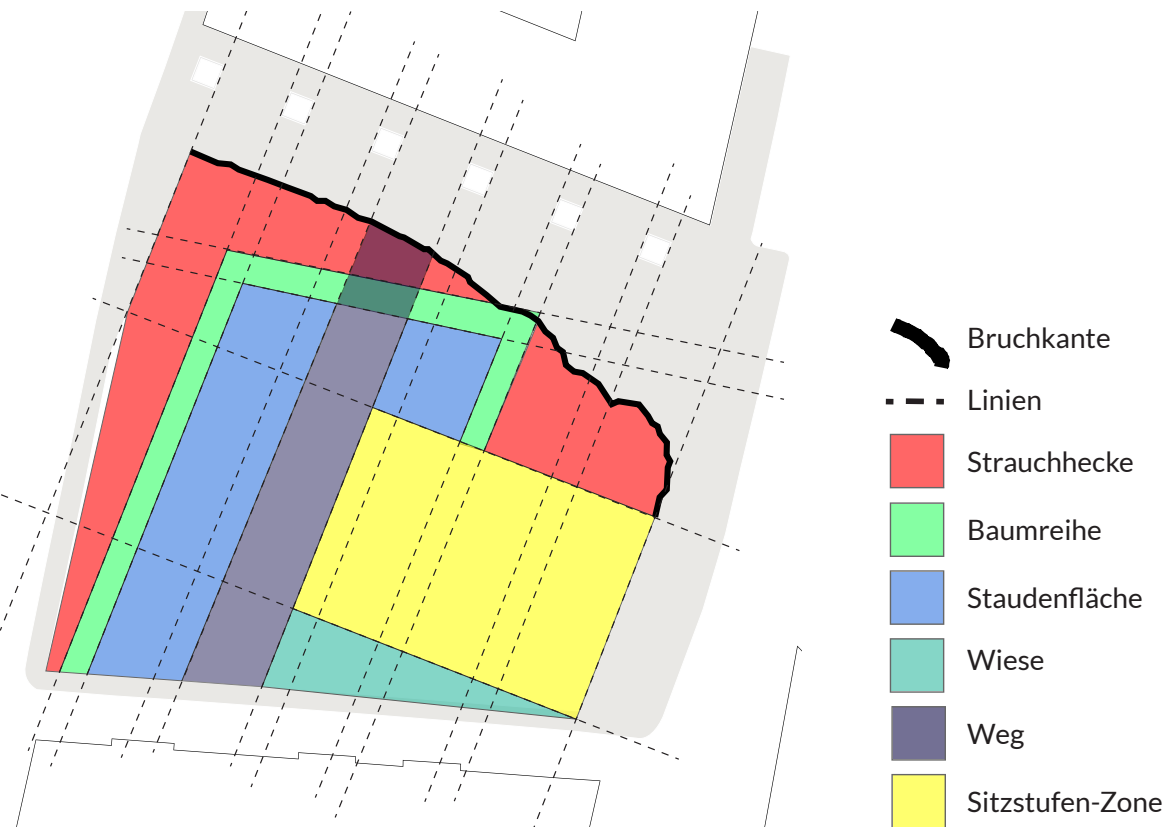 Bruchkante
Linien
Strauchhecke
Baumreihe
Staudenfläche
Wiese
Weg
Sitzstufen-Zone